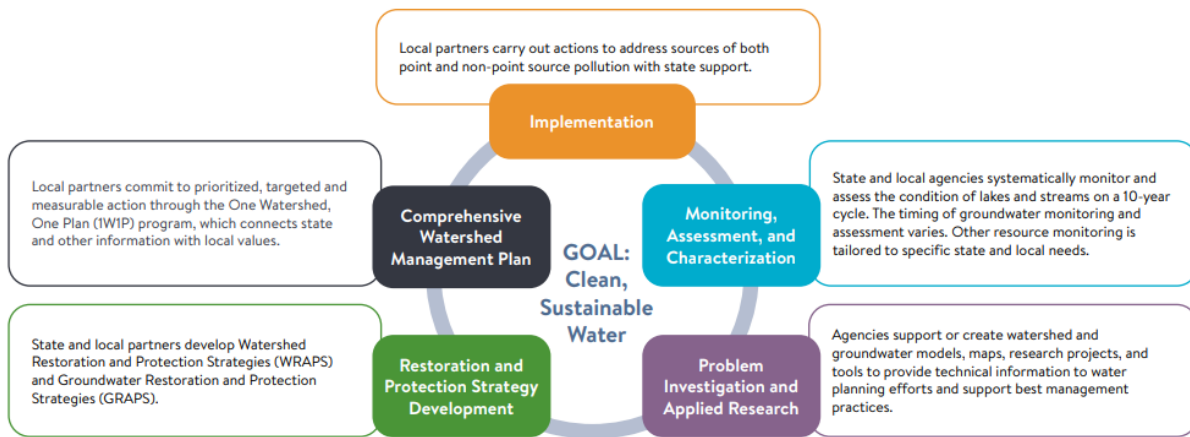 Local partners carry out actions to address sources of both
point and non-point source pollution with state support.
Implementation
Local partners commit to prioritized, targeted and
measurable action through the One Watershed,
One Plan (1W1P) program, which connects state
and other information with local values.
Comprehensive
Watershed
Management Plan
GOAL:
Clean,
Sustainable
Water
Monitoring,
Assessment, and
Characterization
State and local agencies systematically monitor and
assess the condition of lakes and streams on a 10-year
cycle. The timing of groundwater monitoring and
assessment varies. Other resource monitoring is
tailored to specific state and local needs.
State and local partners develop Watershed
Restoration and Protection Strategies (WRAPS)
and Groundwater Restoration and Protection
Strategies (GRAPS).
Restoration and
Protection Strategy
Development
Problem
Investigation and
Applied Research
Agencies support or create watershed and
groundwater models, maps, research projects, and
tools to provide technical information to water
planning efforts and support best management
practices.